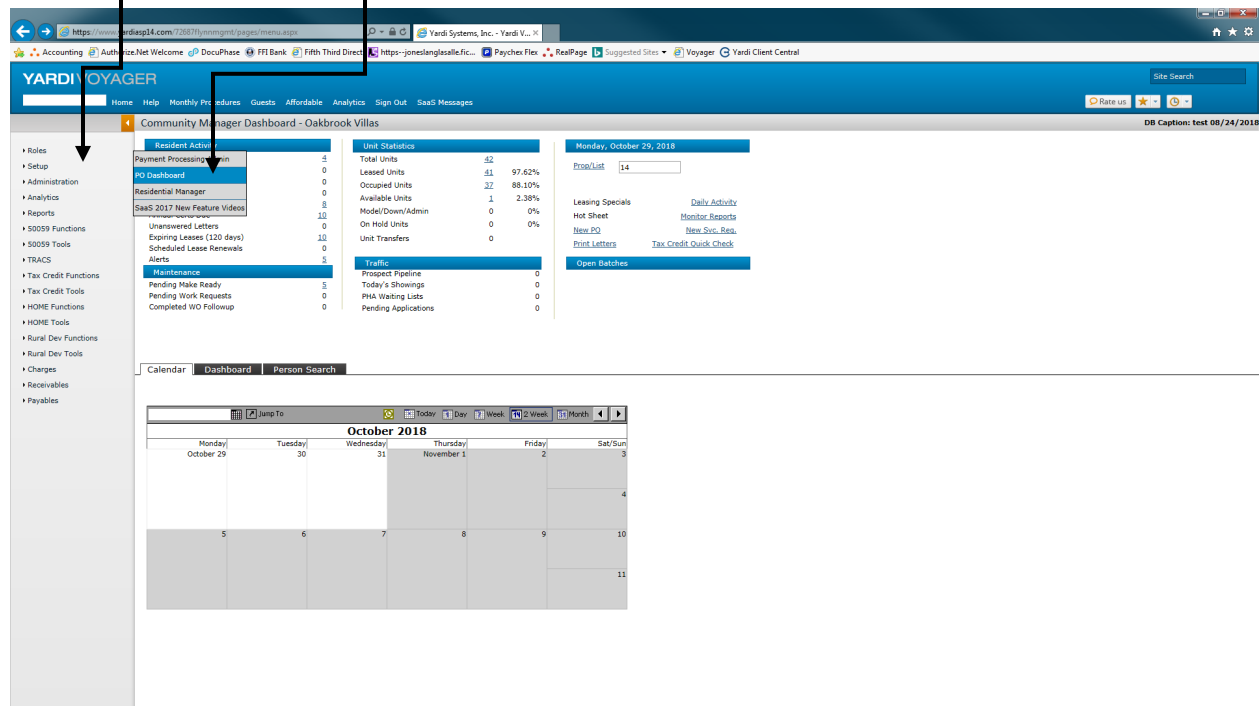 https://www.yardiasp14.com/72687flynnmgmt/pages/menu.aspx
Yardi Systems, Inc. - Yardi V... ×
Accounting Authorize.Net Welcome DocuPhase FFI Bank Fifth Third Direct https--joneslanglasalle.fic... Paychex Flex RealPage Suggested Sites Voyager Yardi Client Central
YARDI VOYAGER
Site Search
Home Help Monthly Procedures Guests Affordable Analytics Sign Out SaaS Messages
Rate us
Community Manager Dashboard - Oakbrook Villas
DB Caption: test 08/24/2018
Roles
Setup
Administration
Analytics
Reports
50059 Functions
50059 Tools
TRACS
Tax Credit Functions
Tax Credit Tools
HOME Functions
HOME Tools
Rural Dev Functions
Rural Dev Tools
Charges
Receivables
Payables
Payment Processing Admin
PO Dashboard
Residential Manager
SaaS 2017 New Feature Videos
Resident Activity
4
0
0
0
8
10
Unanswered Letters 0
Expiring Leases (120 days) 10
Scheduled Lease Renewals 0
Alerts 5
Maintenance
Pending Make Ready 5
Pending Work Requests 0
Completed WO Followup 0
Unit Statistics
Total Units 42
Leased Units 41 97.62%
Occupied Units 37 88.10%
Available Units 1 2.38%
Model/Down/Admin 0 0%
On Hold Units 0 0%
Unit Transfers 0
Traffic
Prospect Pipeline 0
Today's Showings 0
PHA Waiting Lists 0
Pending Applications 0
Monday, October 29, 2018
Prop/List 14
Leasing Specials Daily Activity
Hot Sheet Monitor Reports
New PO New Svc. Req.
Print Letters Tax Credit Quick Check
Open Batches
Calendar Dashboard Person Search
Jump To Today Day Week 2 Week Month
October 2018
Monday Tuesday Wednesday Thursday Friday Sat/Sun
October 29 30 31 November 1 2 3
4
5 6 7 8 9 10
11